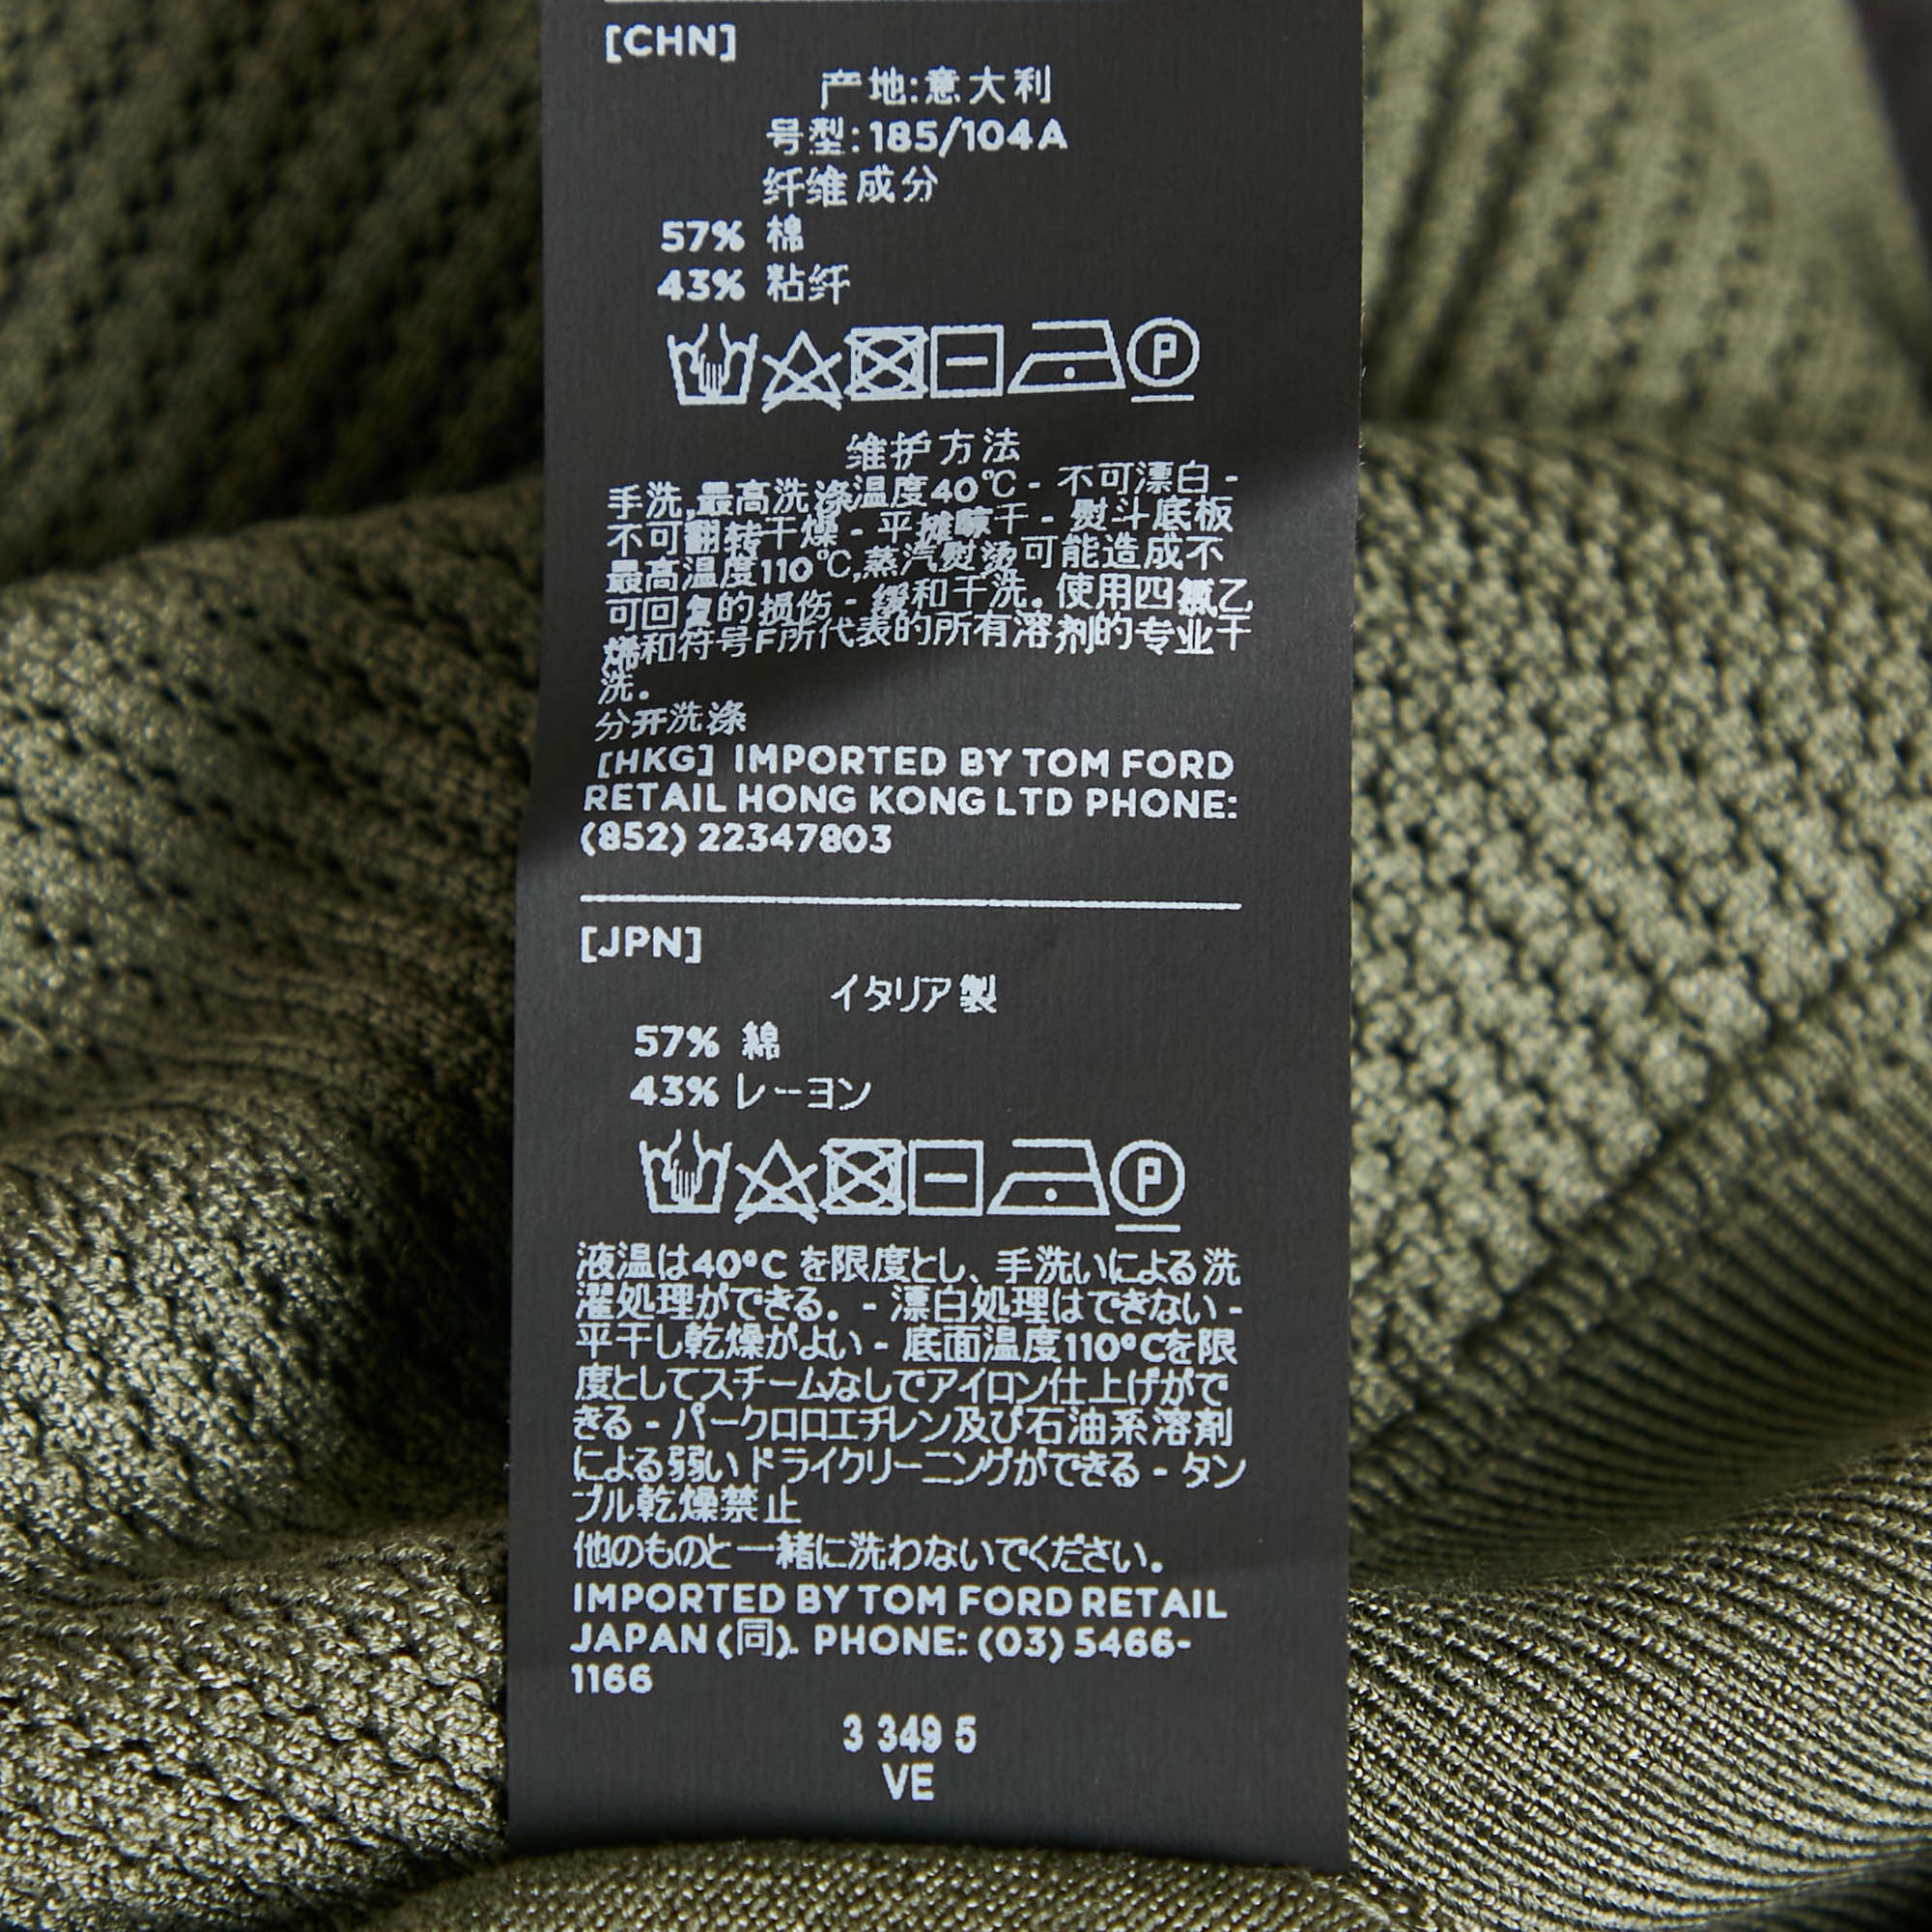 [CHN]
产地:意大利
号型:185/104A
纤维成分
57% 棉
43% 粘纤
P
维护方法
手洗,最高洗涤温度40℃ - 不可漂白 -
不可翻转干燥 - 平摊晾干 - 熨斗底板
最高温度110℃,蒸汽熨烫可能造成不
可回复的损伤 - 缓和干洗。使用四氯乙
烯和符号F所代表的所有溶剂的专业干
洗.
分开洗涤
[HKG] IMPORTED BY TOM FORD
RETAIL HONG KONG LTD PHONE:
(852) 22347803
[JPN]
イタリア製
57% 綿
43% レーヨン
P
液温は40°C を限度とし、手洗いによる洗
濯処理ができる。- 漂白処理はできない -
平干し乾燥がよい - 底面温度110°Cを限
度としてスチームなしでアイロン仕上げがで
きる - パークロロエチレン及び石油系溶剤
による弱い ドライクリーニングができる - タン
ブル乾燥禁止
他のものと一緒に洗わないでください。
IMPORTED BY TOM FORD RETAIL
JAPAN (同). PHONE: (03) 5466-
1166
3 349 5
VE